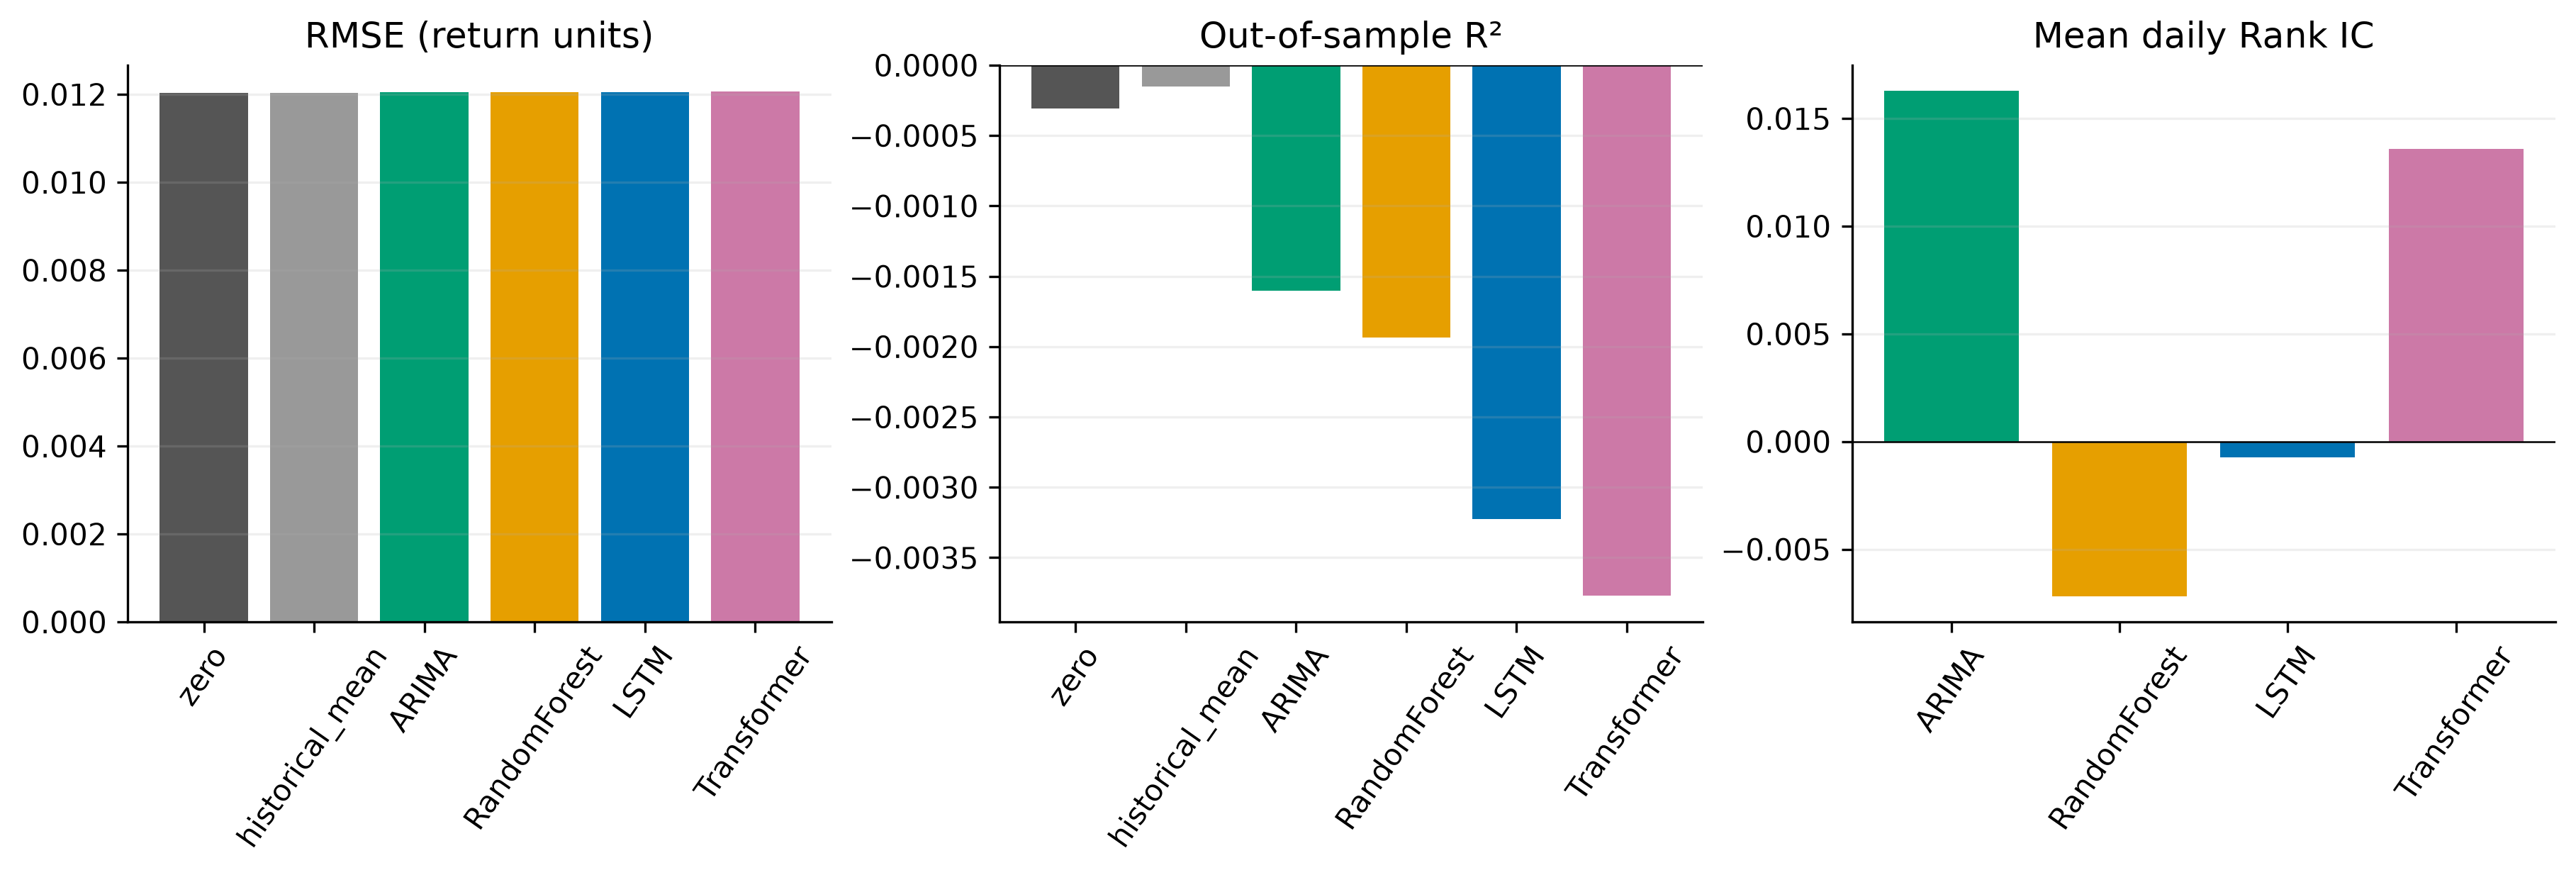 RMSE (return units)
0.012
0.010
0.008
0.006
0.004
0.002
0.000
zero
historical_mean
ARIMA
RandomForest
LSTM
Transformer
Out-of-sample R²
0.0000
−0.0005
−0.0010
−0.0015
−0.0020
−0.0025
−0.0030
−0.0035
zero
historical_mean
ARIMA
RandomForest
LSTM
Transformer
Mean daily Rank IC
0.015
0.010
0.005
0.000
−0.005
ARIMA
RandomForest
LSTM
Transformer